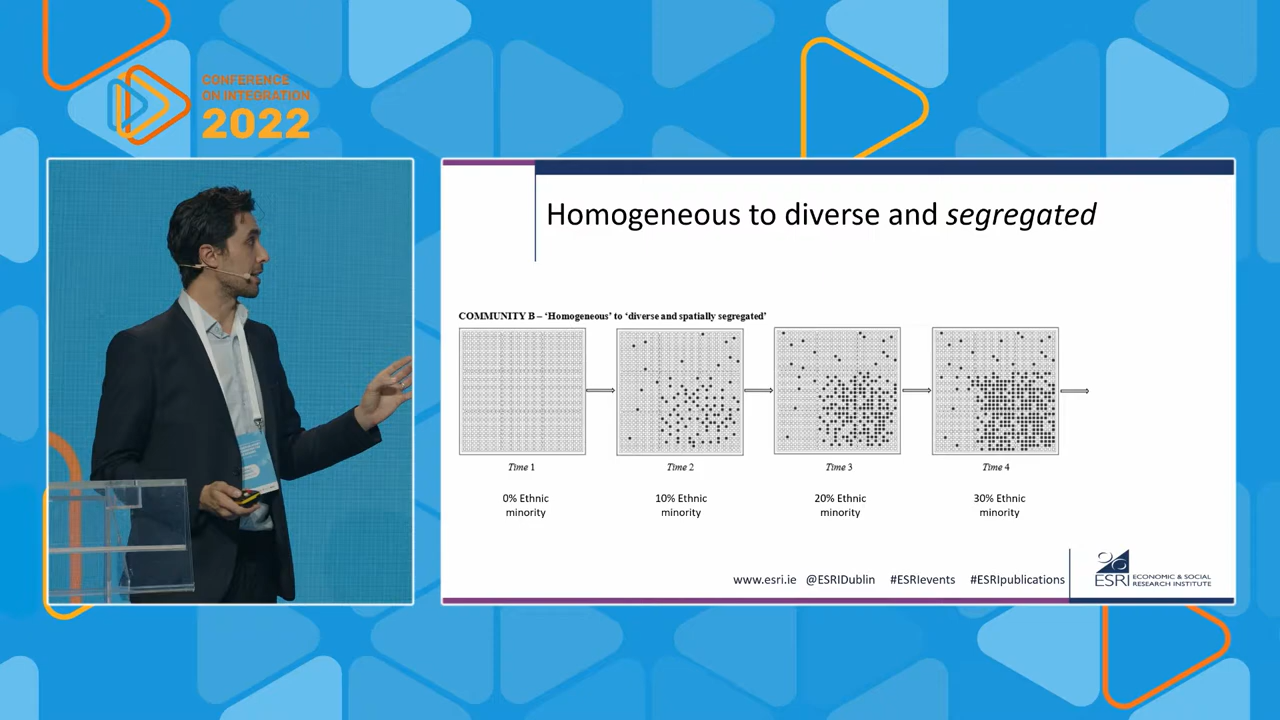 CONFERENCE
ON INTEGRATION
2022
Homogeneous to diverse and segregated
COMMUNITY B – ‘Homogeneous’ to ‘diverse and spatially segregated’
Time 1
Time 2
Time 3
Time 4
0% Ethnic
minority
10% Ethnic
minority
20% Ethnic
minority
30% Ethnic
minority
www.esri.ie @ESRIDublin #ESRIevents #ESRIpublications
ESRI ECONOMIC & SOCIAL
RESEARCH INSTITUTE